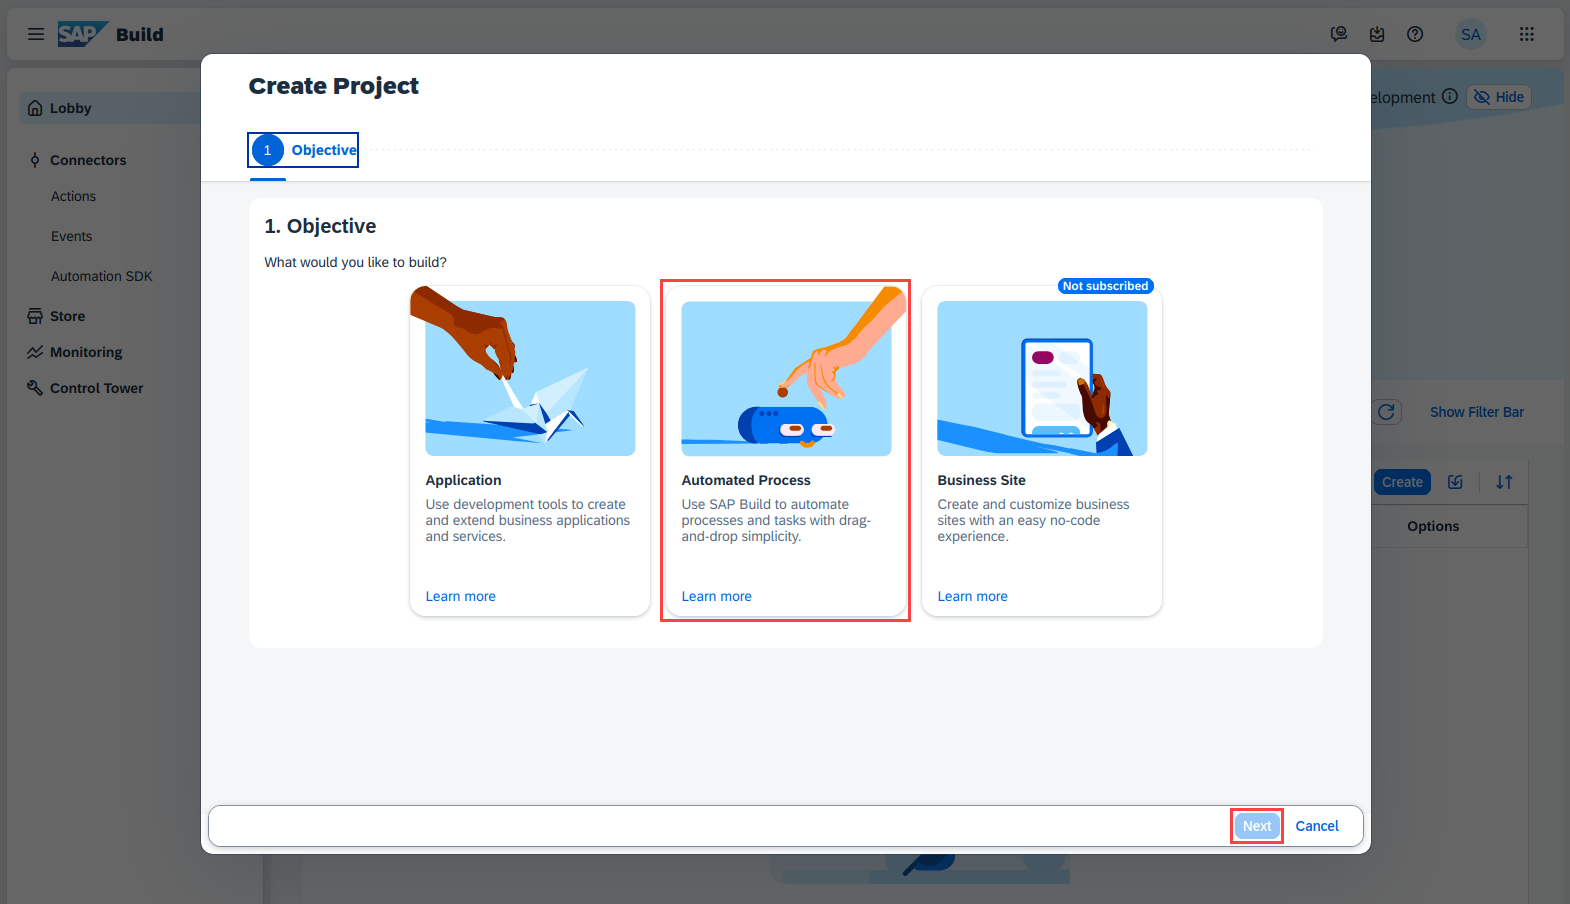 SAP Build
SA
Lobby
Connectors
Actions
Events
Automation SDK
Store
Monitoring
Control Tower
elopment
Hide
Show Filter Bar
Create
Options
Create Project
1 Objective
1. Objective
What would you like to build?
Application
Use development tools to create
and extend business applications
and services.
Learn more
Automated Process
Use SAP Build to automate
processes and tasks with drag-
and-drop simplicity.
Learn more
Not subscribed
Business Site
Create and customize business
sites with an easy no-code
experience.
Learn more
Next
Cancel